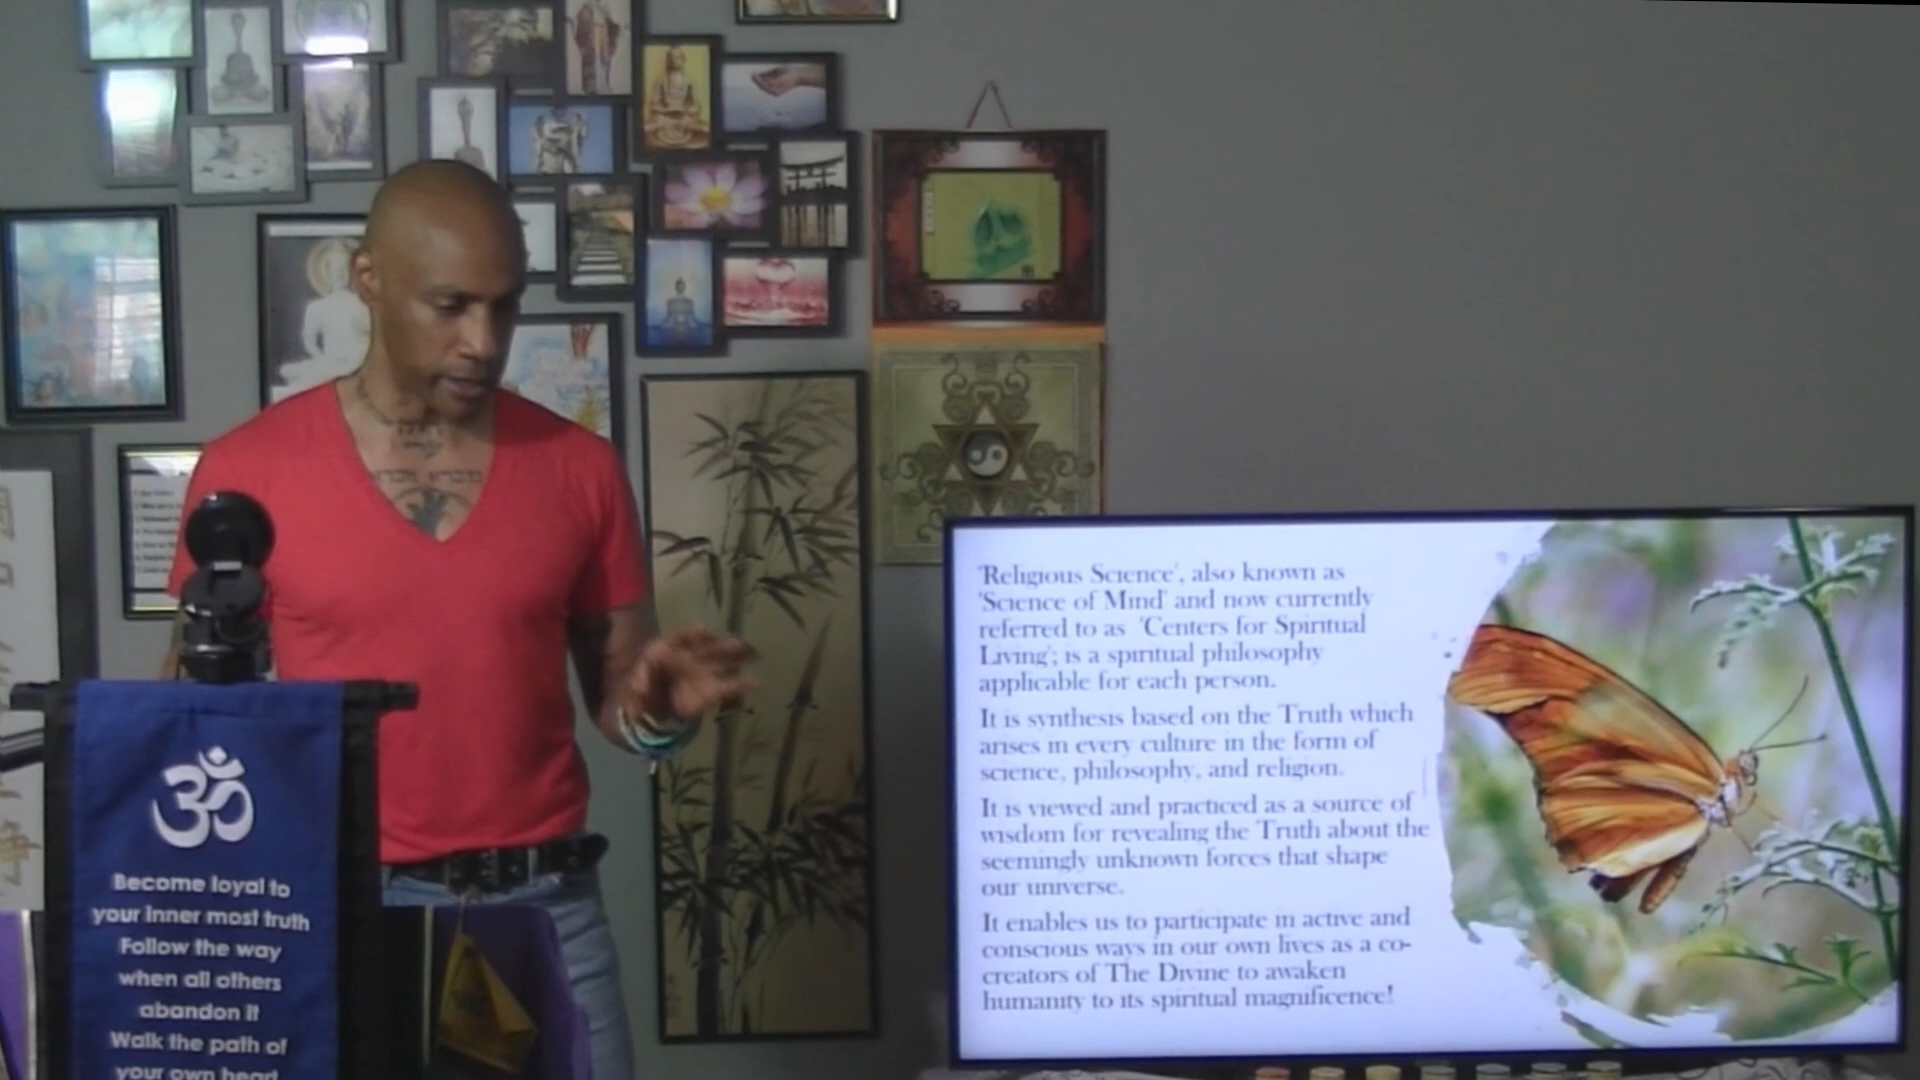 'Religious Science', also known as
'Science of Mind' and now currently
referred to as 'Centers for Spiritual
Living'; is a spiritual philosophy
applicable for each person.
It is synthesis based on the Truth which
arises in every culture in the form of
science, philosophy, and religion.
It is viewed and practiced as a source of
wisdom for revealing the Truth about the
seemingly unknown forces that shape
our universe.
It enables us to participate in active and
conscious ways in our own lives as a co-
creators of The Divine to awaken
humanity to its spiritual magnificence!
ॐ
Become loyal to
your inner most truth
Follow the way
when all others
abandon it
Walk the path of
your own heart